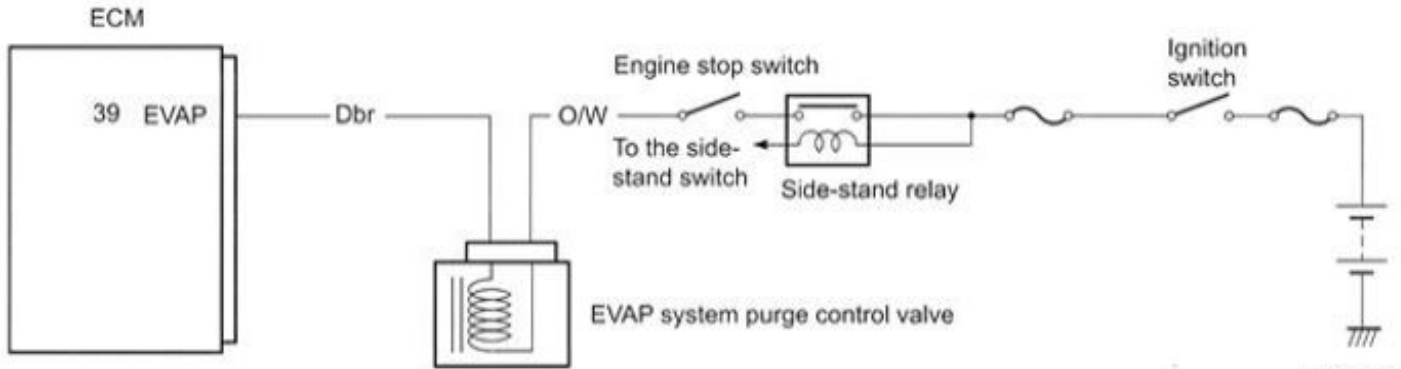 ECM
39 EVAP
Dbr
O/W
Engine stop switch
To the side-
stand switch
Side-stand relay
Ignition
switch
EVAP system purge control valve